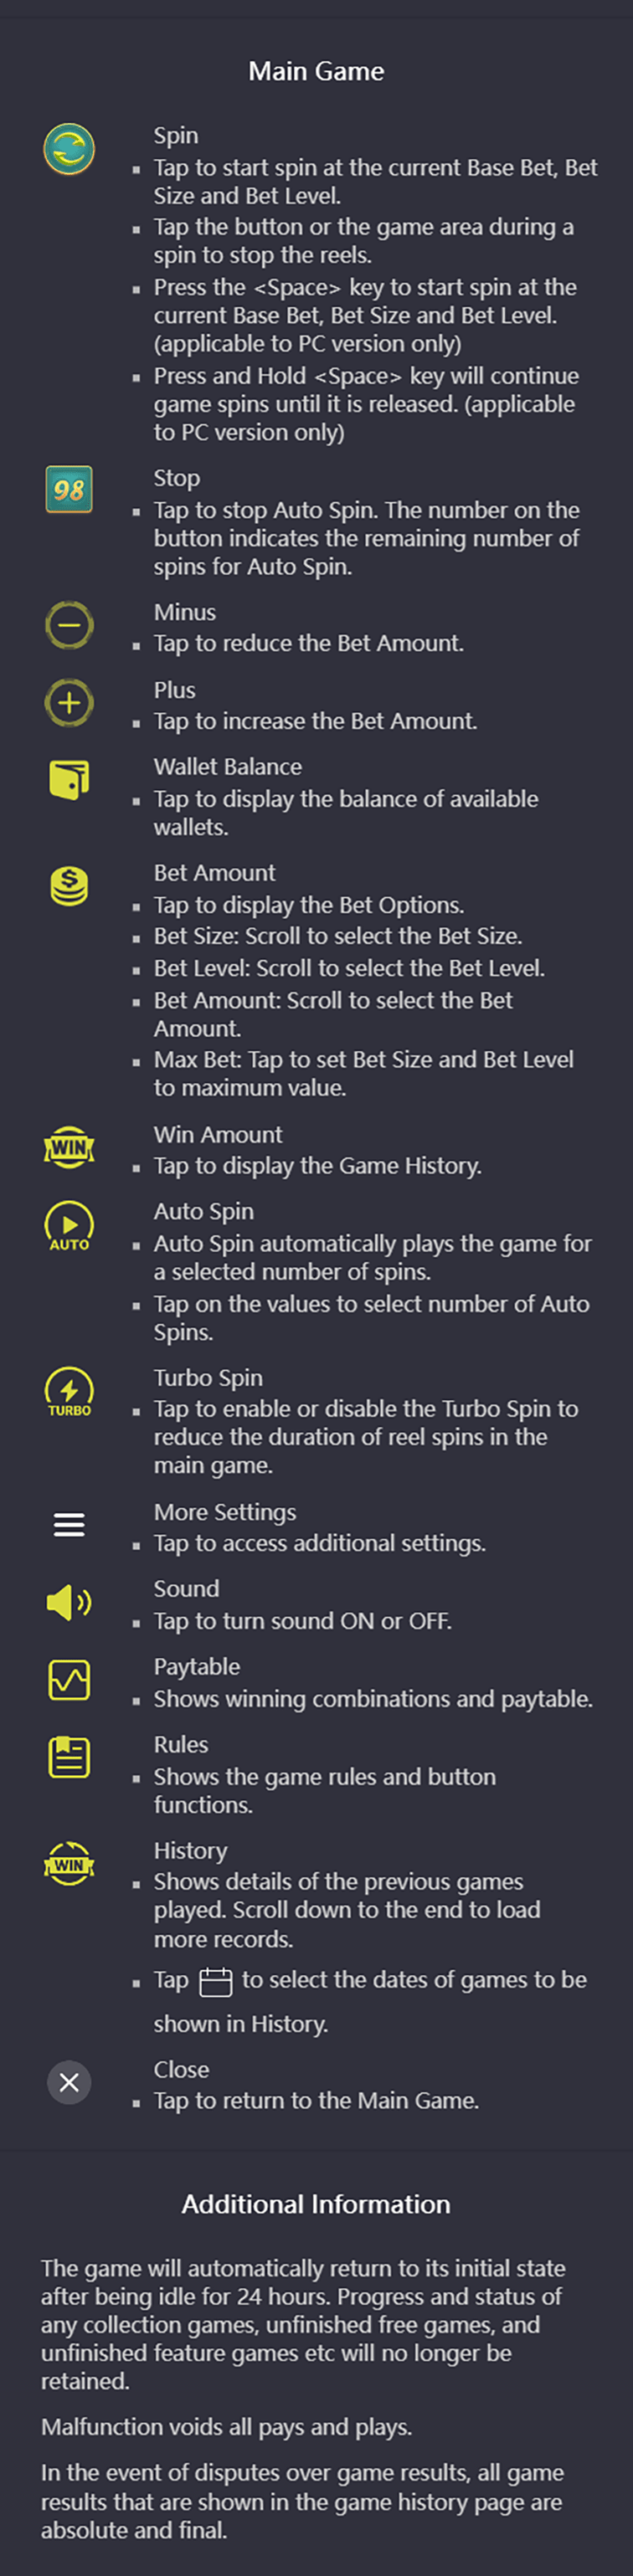 Main Game
Spin
▪ Tap to start spin at the current Base Bet, Bet
Size and Bet Level.
▪ Tap the button or the game area during a
spin to stop the reels.
▪ Press the <Space> key to start spin at the
current Base Bet, Bet Size and Bet Level.
(applicable to PC version only)
▪ Press and Hold <Space> key will continue
game spins until it is released. (applicable
to PC version only)
98
Stop
▪ Tap to stop Auto Spin. The number on the
button indicates the remaining number of
spins for Auto Spin.
Minus
▪ Tap to reduce the Bet Amount.
Plus
▪ Tap to increase the Bet Amount.
Wallet Balance
▪ Tap to display the balance of available
wallets.
Bet Amount
▪ Tap to display the Bet Options.
▪ Bet Size: Scroll to select the Bet Size.
▪ Bet Level: Scroll to select the Bet Level.
▪ Bet Amount: Scroll to select the Bet
Amount.
▪ Max Bet: Tap to set Bet Size and Bet Level
to maximum value.
WIN
Win Amount
▪ Tap to display the Game History.
AUTO
Auto Spin
▪ Auto Spin automatically plays the game for
a selected number of spins.
▪ Tap on the values to select number of Auto
Spins.
TURBO
Turbo Spin
▪ Tap to enable or disable the Turbo Spin to
reduce the duration of reel spins in the
main game.
More Settings
▪ Tap to access additional settings.
Sound
▪ Tap to turn sound ON or OFF.
Paytable
▪ Shows winning combinations and paytable.
Rules
▪ Shows the game rules and button
functions.
WIN
History
▪ Shows details of the previous games
played. Scroll down to the end to load
more records.
▪ Tap to select the dates of games to be
shown in History.
Close
▪ Tap to return to the Main Game.
Additional Information
The game will automatically return to its initial state
after being idle for 24 hours. Progress and status of
any collection games, unfinished free games, and
unfinished feature games etc will no longer be
retained.
Malfunction voids all pays and plays.
In the event of disputes over game results, all game
results that are shown in the game history page are
absolute and final.